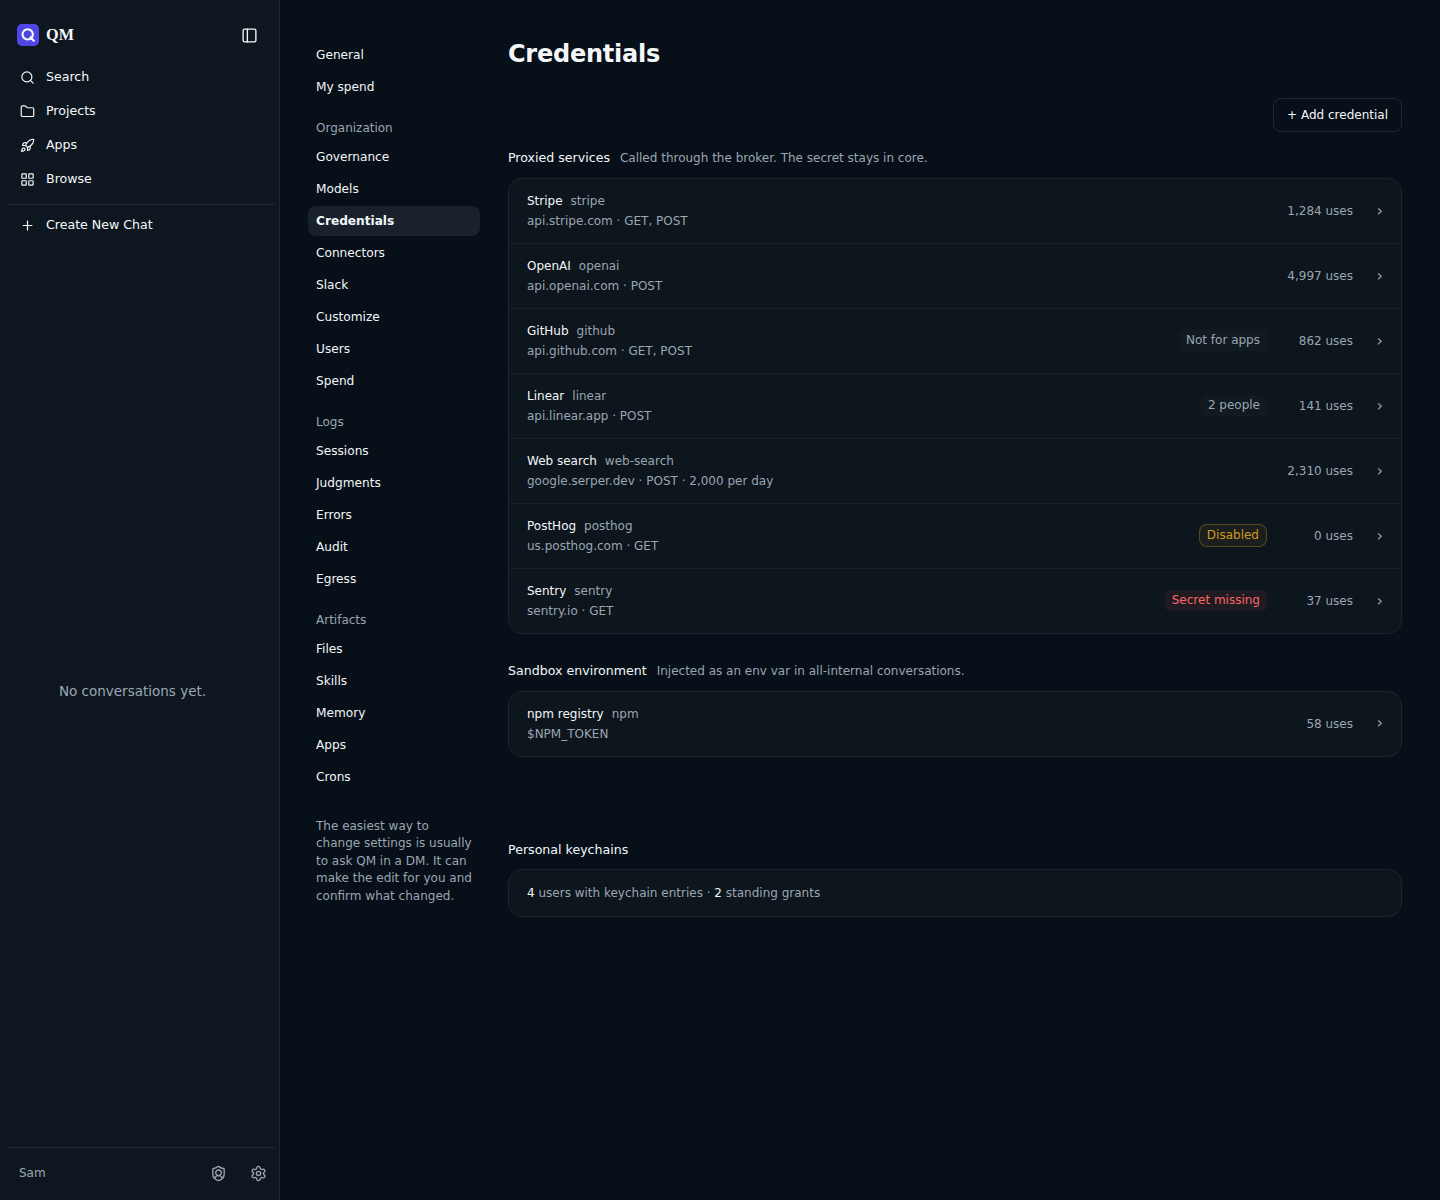 QM
Search
Projects
Apps
Browse
Create New Chat
No conversations yet.
Sam
General
My spend
Organization
Governance
Models
Credentials
Connectors
Slack
Customize
Users
Spend
Logs
Sessions
Judgments
Errors
Audit
Egress
Artifacts
Files
Skills
Memory
Apps
Crons
The easiest way to
change settings is usually
to ask QM in a DM. It can
make the edit for you and
confirm what changed.
Credentials
+ Add credential
Proxied services Called through the broker. The secret stays in core.
Stripe stripe
api.stripe.com · GET, POST
1,284 uses
OpenAI openai
api.openai.com · POST
4,997 uses
GitHub github
api.github.com · GET, POST
Not for apps 862 uses
Linear linear
api.linear.app · POST
2 people 141 uses
Web search web-search
google.serper.dev · POST · 2,000 per day
2,310 uses
PostHog posthog
us.posthog.com · GET
Disabled 0 uses
Sentry sentry
sentry.io · GET
Secret missing 37 uses
Sandbox environment Injected as an env var in all-internal conversations.
npm registry npm
$NPM_TOKEN
58 uses
Personal keychains
4 users with keychain entries · 2 standing grants